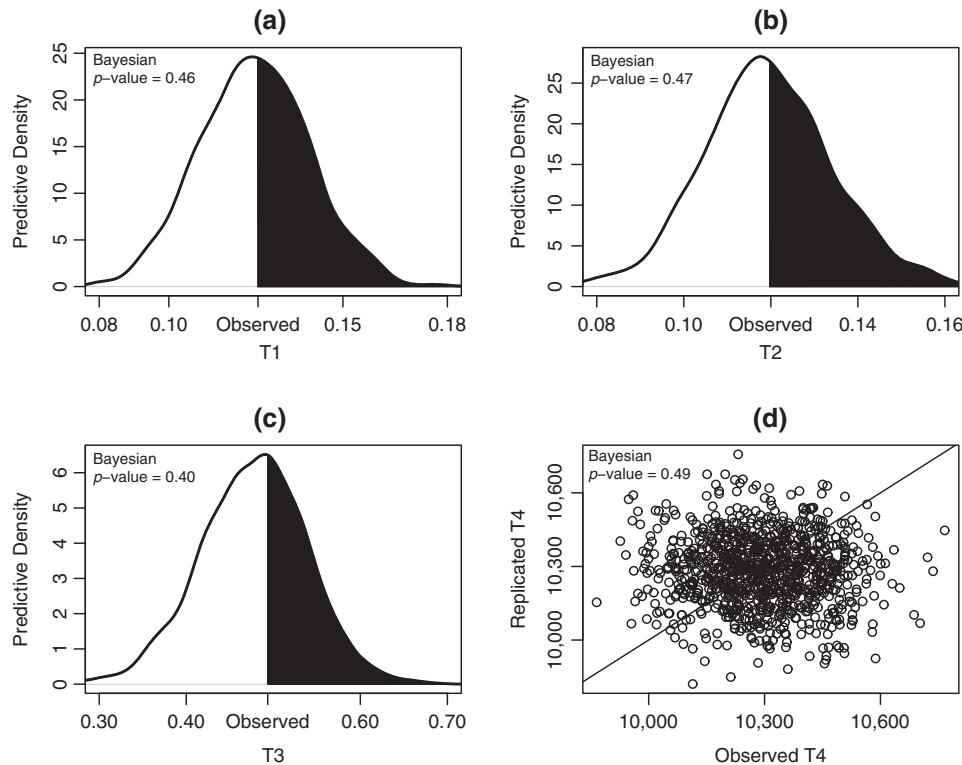 (a)
Bayesian
p–value = 0.46
Predictive Density
0
5
10
15
20
25
0.08 0.10 Observed 0.15 0.18
T1
(b)
Bayesian
p–value = 0.47
Predictive Density
0
5
10
15
20
25
0.08 0.10 Observed 0.14 0.16
T2
(c)
Bayesian
p–value = 0.40
Predictive Density
0
1
2
3
4
5
6
0.30 0.40 Observed 0.60 0.70
T3
(d)
Bayesian
p–value = 0.49
Replicated T4
10,000
10,300
10,600
10,000 10,300 10,600
Observed T4